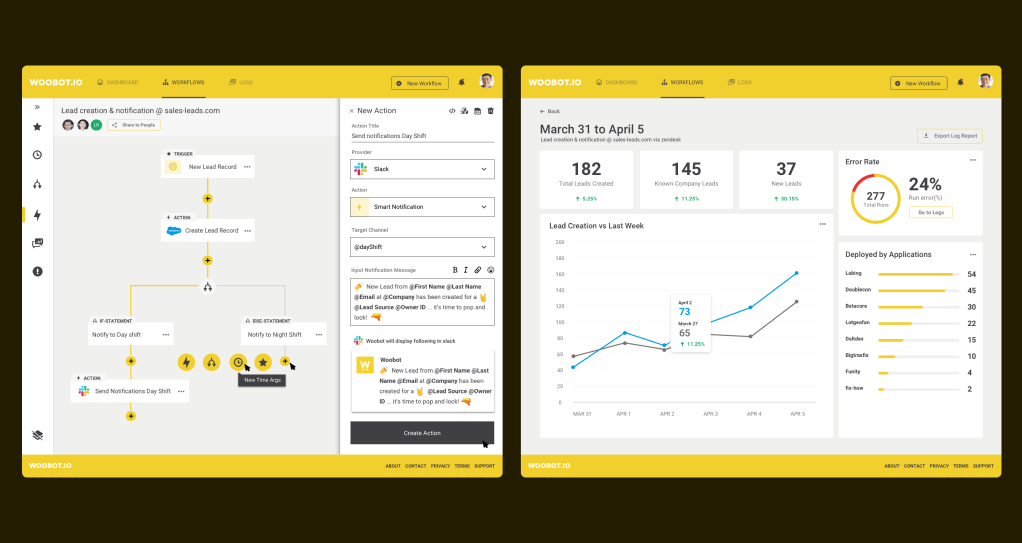 WOOBOT.IO
DASHBOARD
WORKFLOWS
LOGS
New Workflow
Lead creation & notification @ sales-leads.com
Share to People
TRIGGER
New Lead Record
ACTION
Create Lead Record
IF-STATEMENT
Notify to Day shift
ElSE-STATEMENT
Notify to Night Shift
New Time Args
ACTION
Send Notifications Day Shift
New Action
Action Title
Send notifications Day Shift
Provider
Slack
Action
Smart Notification
Target Channel
@dayShift
Input Notification Message
B I
New Lead from @First Name @Last Name
@Email at @Company has been created for a
@Lead Source @Owner ID ... it's time to pop and
lock!
Woobot will display following in slack
Woobot
New Lead from @First Name @Last
Name @Email at @Company has been
created for a @Lead Source @Owner
ID ... it's time to pop and lock!
Create Action
WOOBOT.IO
ABOUT CONTACT PRIVACY TERMS SUPPORT
WOOBOT.IO
DASHBOARD
WORKFLOWS
LOGS
New Workflow
Back
March 31 to April 5
Lead creation & notification @ sales-leads.com via zendesk
Export Log Report
182
Total Leads Created
5.25%
145
Known Company Leads
11.25%
37
New Leads
30.15%
Error Rate
277
Total Runs
24%
Run error(%)
Go to Logs
Lead Creation vs Last Week
200
180
160
140
120
100
80
60
40
20
0
April 2
73
March 27
65
11.25%
MAR 31
APR 1
APR 2
APR 3
APR 4
APR 5
Deployed by Applications
Labing 54
Doublecon 45
Betacore 30
Lotgeofan 22
Daltdex 15
Bigtrasfix 10
Funity 4
fix-how 2
WOOBOT.IO
ABOUT CONTACT PRIVACY TERMS SUPPORT